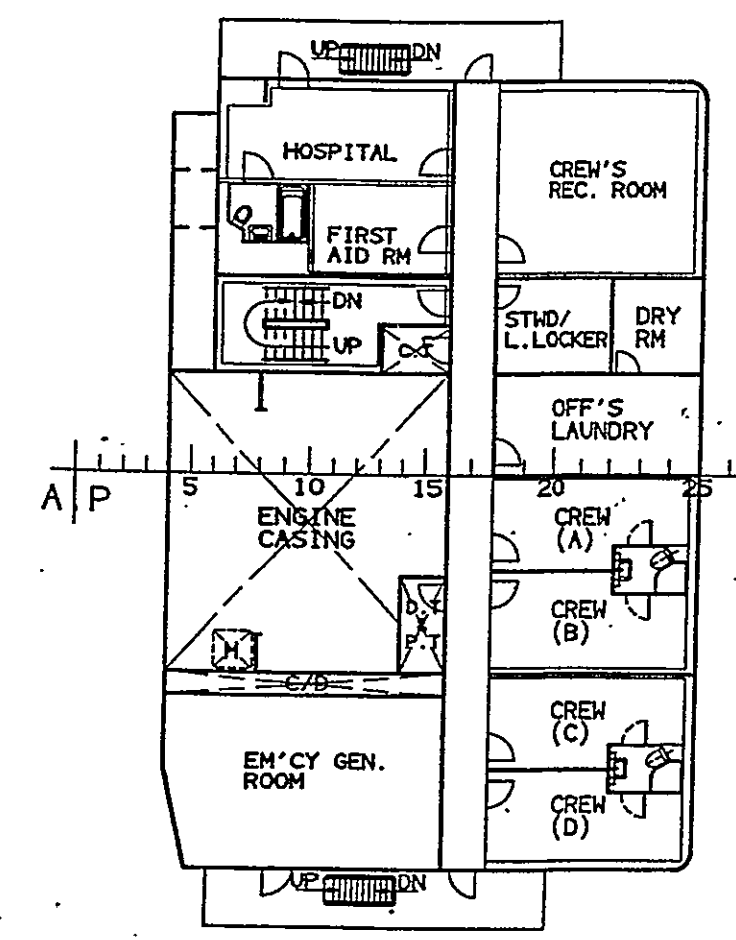 UP DN
HOSPITAL
CREW'S
REC. ROOM
FIRST
AID RM
DN
UP
STWD/
L.LOCKER
DRY
RM
OFF'S
LAUNDRY
A P
5 10 15 20 25
ENGINE
CASING
CREW
(A)
CREW
(B)
D.T
P.T
H
C/D
CREW
(C)
EM'CY GEN.
ROOM
CREW
(D)
UP DN